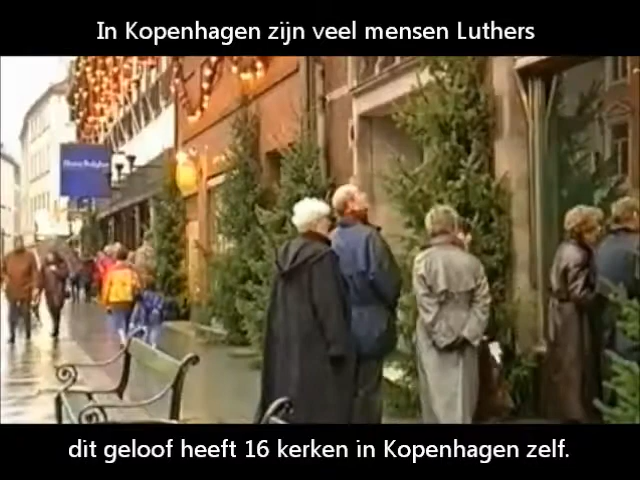 In Kopenhagen zijn veel mensen Luthers
dit geloof heeft 16 kerken in Kopenhagen zelf.